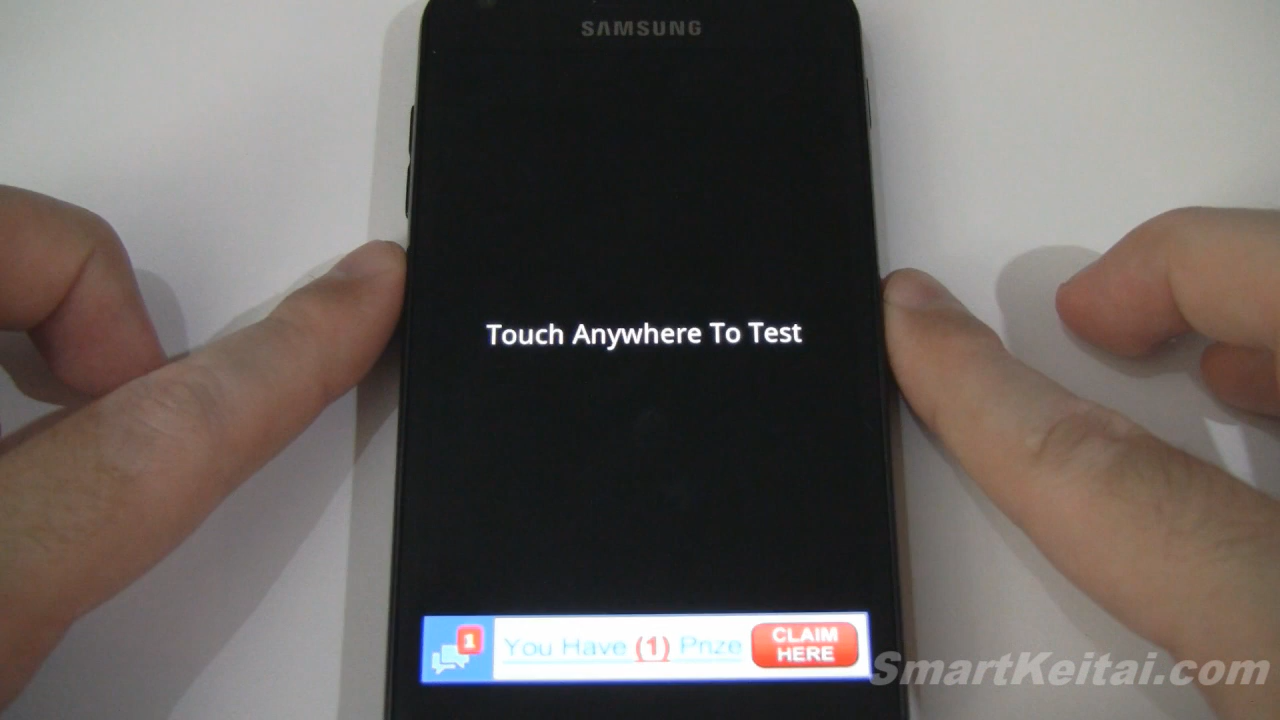 SAMSUNG
Touch Anywhere To Test
1
You Have (1) Prize
CLAIM
HERE
SmartKeitai.com